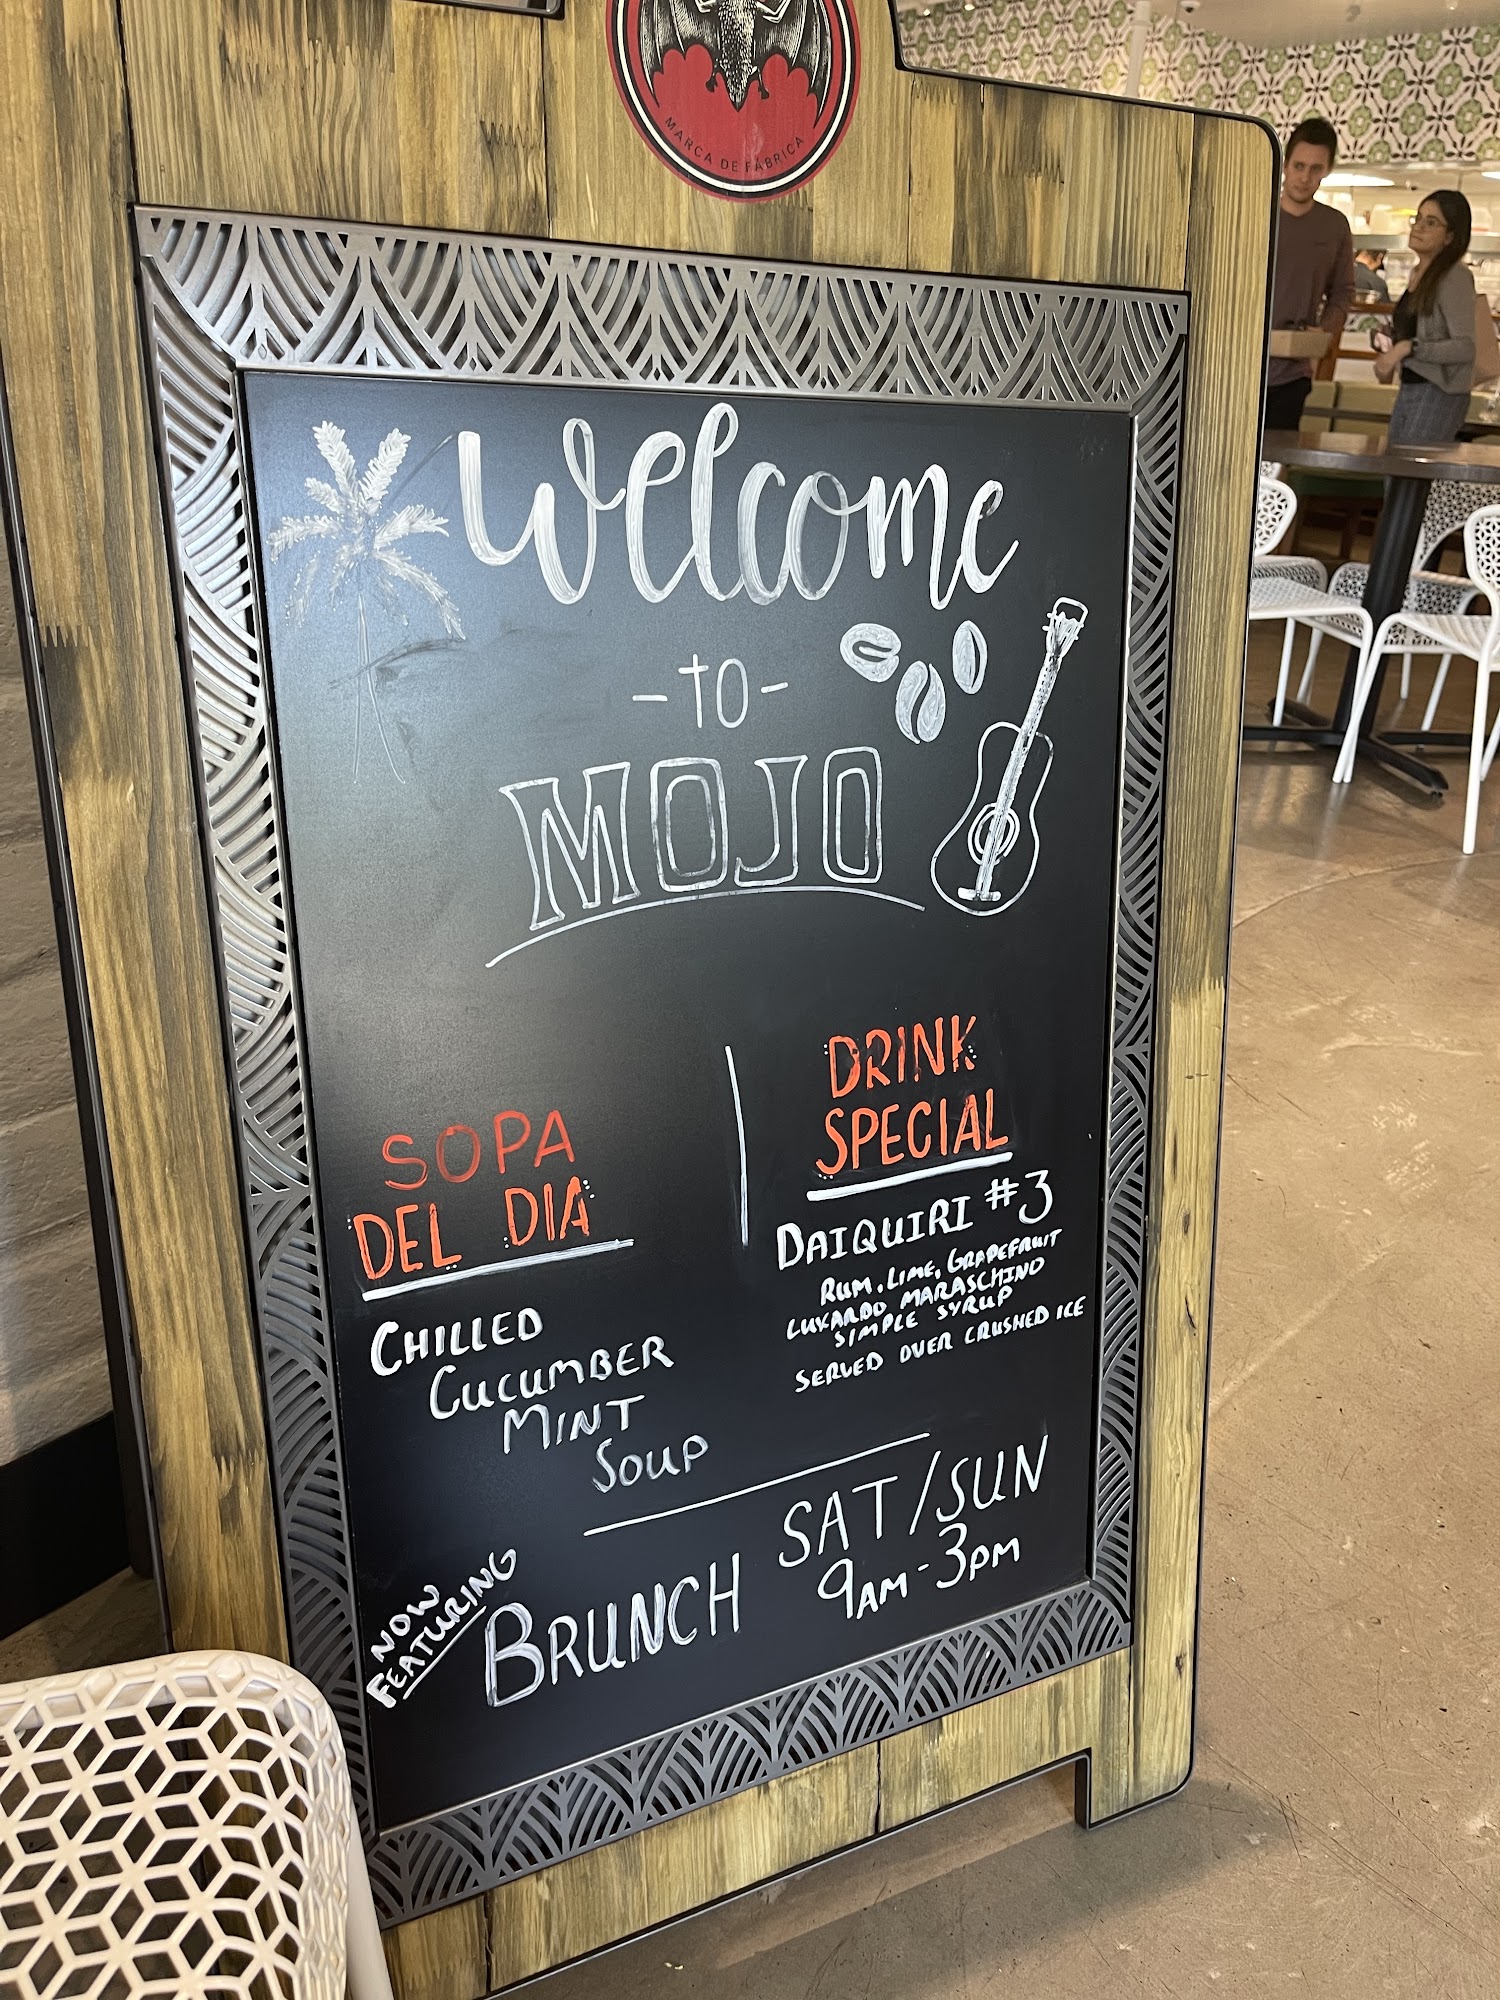 MARCA DE FÁBRICA
Welcome
-TO-
MOJO
SOPA
DEL DIA
CHILLED
CUCUMBER
MINT
SOUP
DRINK
SPECIAL
DAIQUIRI #3
RUM, LIME, GRAPEFRUIT
LUXARDO MARASCHINO
SIMPLE SYRUP
SERVED OVER CRUSHED ICE
NOW
FEATURING
BRUNCH
SAT/SUN
9AM-3PM